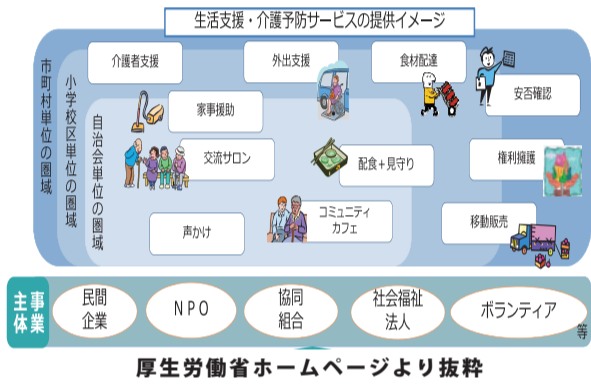 生活支援・介護予防サービスの提供イメージ
市町村単位の圏域
小学校区単位の圏域
自治会単位の圏域
介護者支援
外出支援
食材配達
安否確認
家事援助
交流サロン
配食+見守り
権利擁護
声かけ
コミュニティ
カフェ
移動販売
事業
主体
民間
企業
NPO
協同
組合
社会福祉
法人
ボランティア
等
厚生労働省ホームページより抜粋